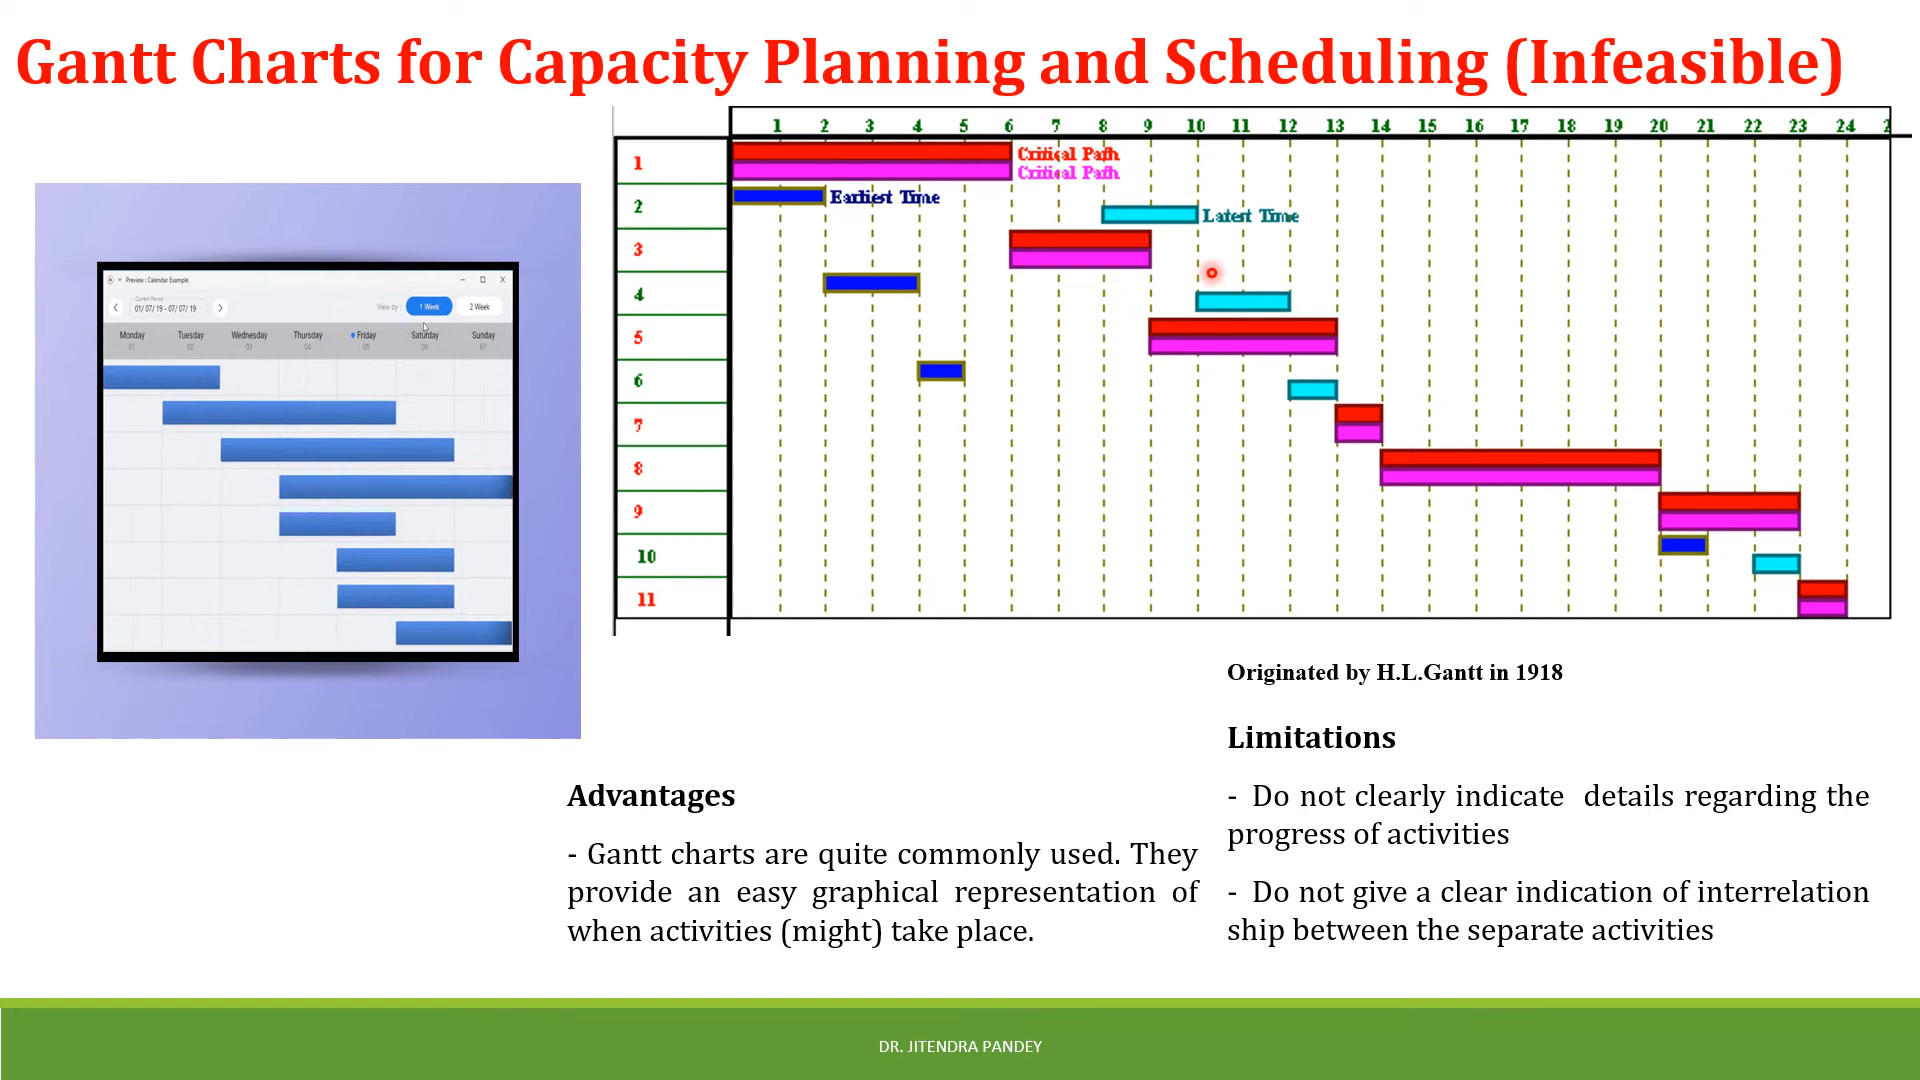 Gantt Charts for Capacity Planning and Scheduling (Infeasible)
Preview : Calendar Example
Current Period
01/ 07/ 19 - 07/ 07/ 19
View by :
1 Week
2 Week
Monday Tuesday Wednesday Thursday Friday Saturday Sunday
01 02 03 04 05 06 07
1 2 3 4 5 6 7 8 9 10 11 12 13 14 15 16 17 18 19 20 21 22 23 24
1
Critical Path
Critical Path
2
Earliest Time
Latest Time
3
4
5
6
7
8
9
10
11
Originated by H.L.Gantt in 1918
Advantages
- Gantt charts are quite commonly used. They
provide an easy graphical representation of
when activities (might) take place.
Limitations
- Do not clearly indicate details regarding the
progress of activities
- Do not give a clear indication of interrelation
ship between the separate activities
DR. JITENDRA PANDEY